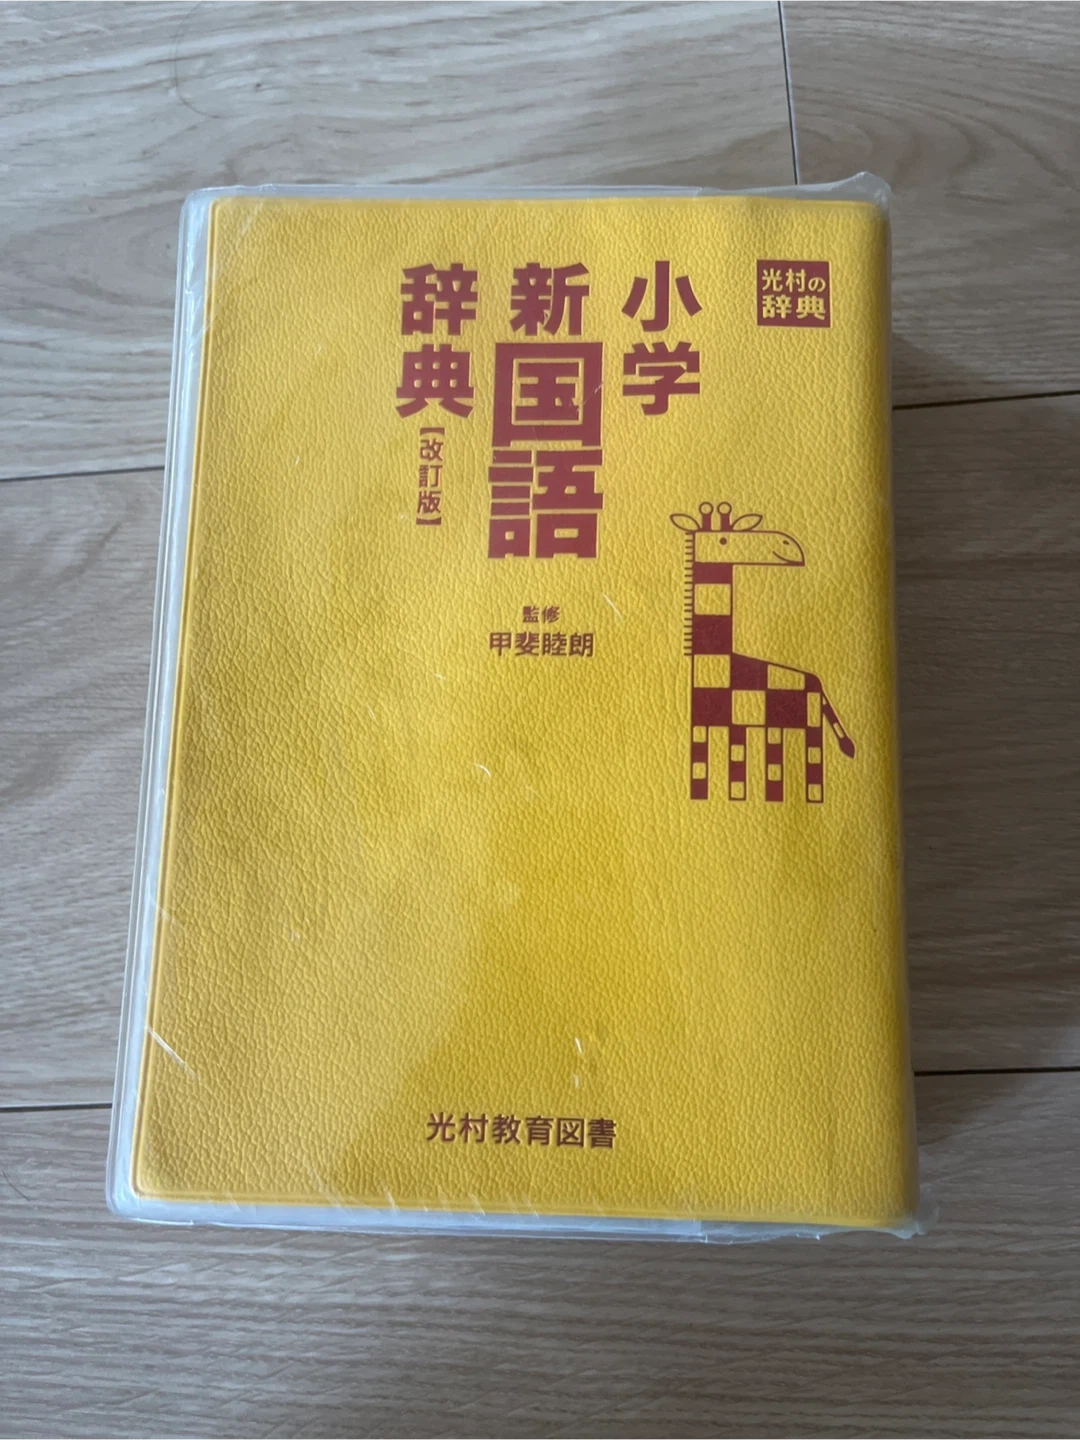 光村の
辞典
小学
新国語
辞典
【改訂版】
監修
甲斐睦朗
光村教育図書